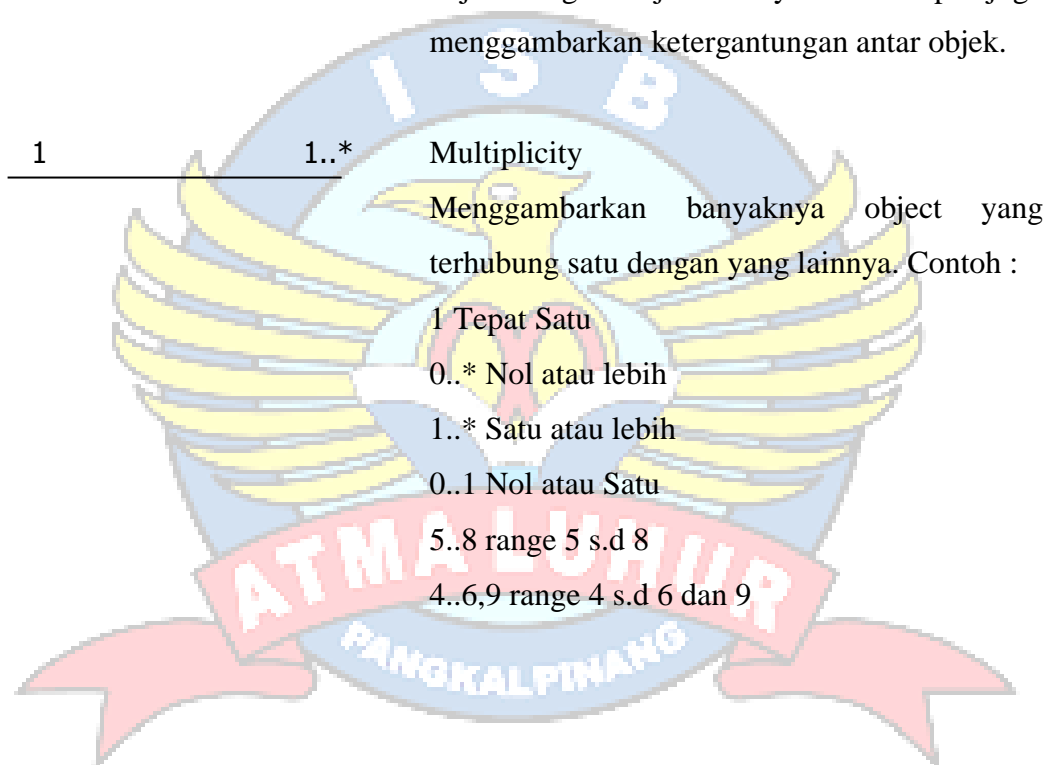 menggambarkan ketergantungan antar objek.
1 1..* Multiplicity
Menggambarkan banyaknya object yang
terhubung satu dengan yang lainnya. Contoh :
1 Tepat Satu
0..* Nol atau lebih
1..* Satu atau lebih
0..1 Nol atau Satu
5..8 range 5 s.d 8
4..6,9 range 4 s.d 6 dan 9
I S B
ATMA LUHUR
PANGKALPINANG